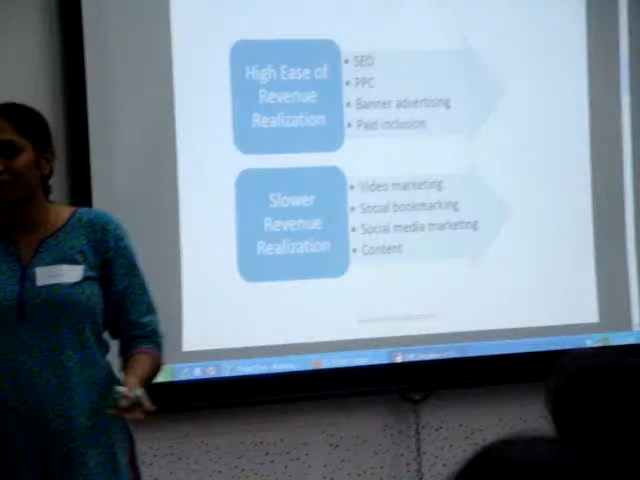 High Ease of
Revenue
Realization
• SEO
• PPC
• Banner advertising
• Paid inclusion
Slower
Revenue
Realization
• Video marketing
• Social bookmarking
• Social media marketing
• Content